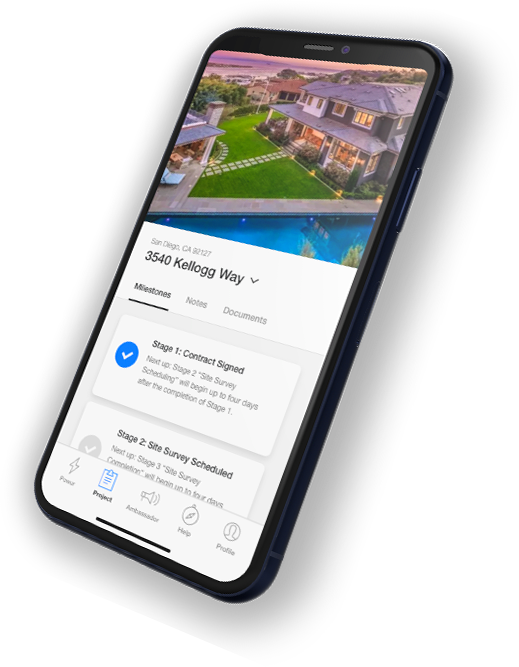 San Diego, CA 92127
3540 Kellogg Way
Milestones Notes Documents
Stage 1: Contract Signed
Next up: Stage 2 "Site Survey
Scheduling" will begin up to four days
after the completion of Stage 1.
Stage 2: Site Survey Scheduled
Next up: Stage 3 "Site Survey
Completion" will begin up to four days
Power Project Ambassador Help Profile